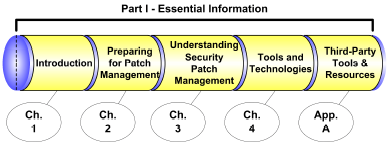 Part I - Essential Information
Introduction
Preparing
for Patch
Management
Understanding
Security
Patch
Management
Tools and
Technologies
Third-Party
Tools &
Resources
Ch.
1
Ch.
2
Ch.
3
Ch.
4
App.
A